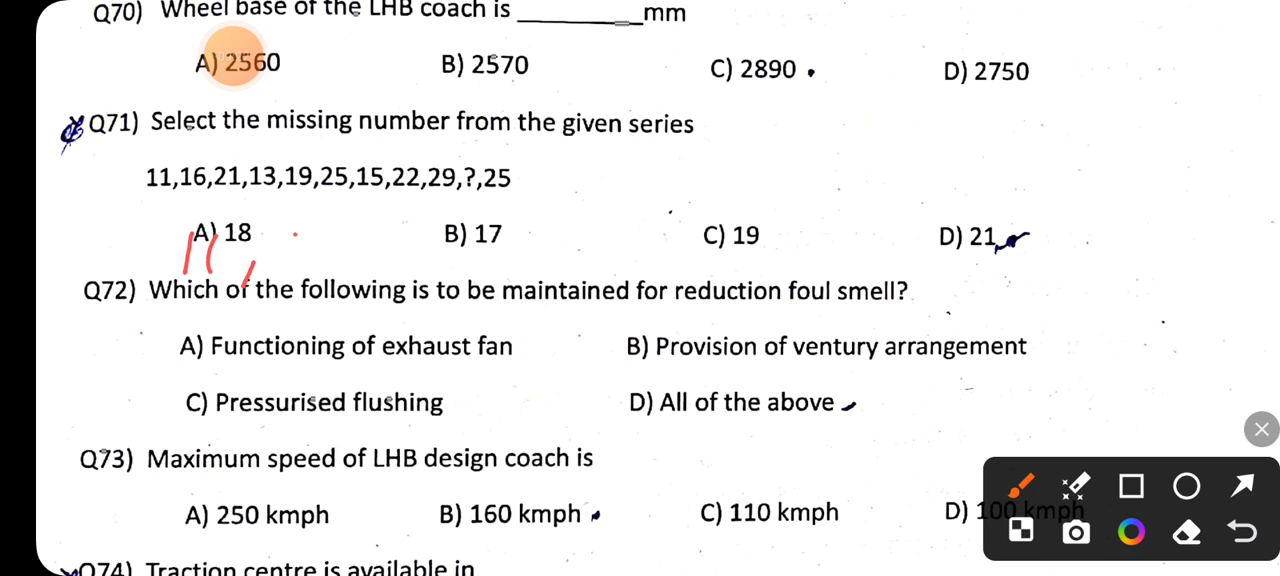 Q70) Wheel base of the LHB coach is ________mm
A) 2560 B) 2570 C) 2890 D) 2750
Q71) Select the missing number from the given series
11,16,21,13,19,25,15,22,29,?,25
A) 18 B) 17 C) 19 D) 21
Q72) Which of the following is to be maintained for reduction foul smell?
A) Functioning of exhaust fan B) Provision of ventury arrangement
C) Pressurised flushing D) All of the above
Q73) Maximum speed of LHB design coach is
A) 250 kmph B) 160 kmph C) 110 kmph D) 100 kmph
Q74) Traction centre is available in